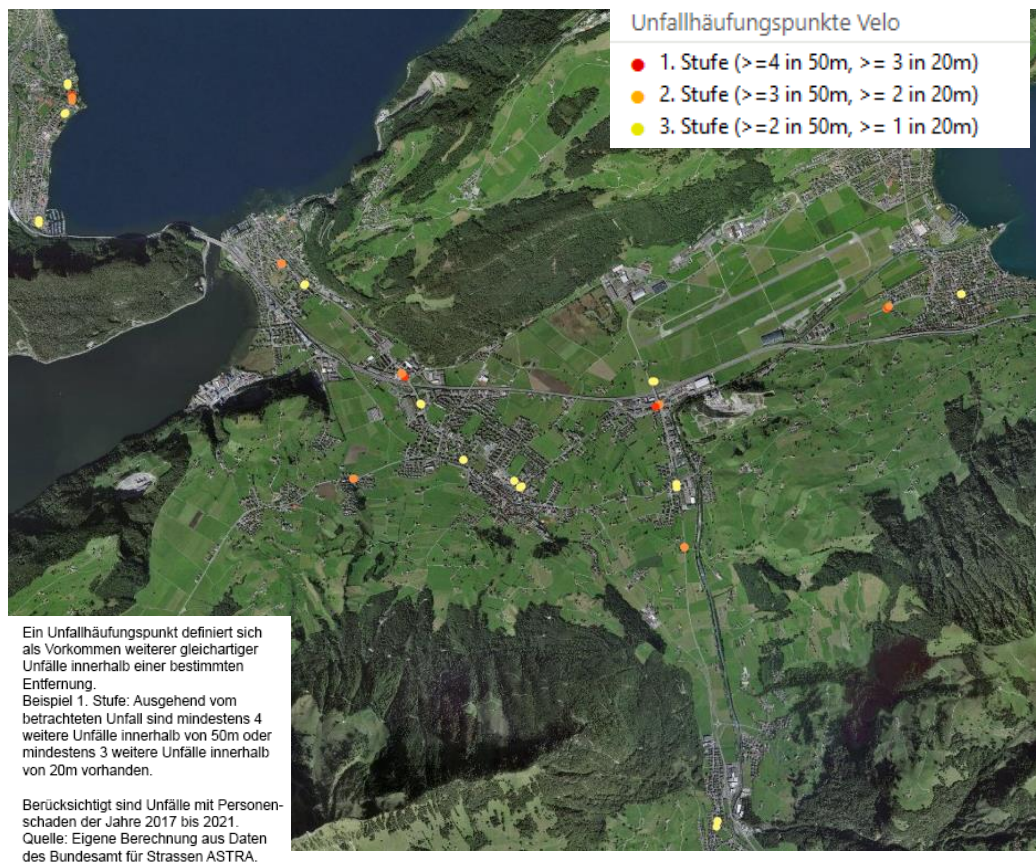 Unfallhäufungspunkte Velo
1. Stufe (>=4 in 50m, >= 3 in 20m)
2. Stufe (>=3 in 50m, >= 2 in 20m)
3. Stufe (>=2 in 50m, >= 1 in 20m)
Ein Unfallhäufungspunkt definiert sich
als Vorkommen weiterer gleichartiger
Unfälle innerhalb einer bestimmten
Entfernung.
Beispiel 1. Stufe: Ausgehend vom
betrachteten Unfall sind mindestens 4
weitere Unfälle innerhalb von 50m oder
mindestens 3 weitere Unfälle innerhalb
von 20m vorhanden.
Berücksichtigt sind Unfälle mit Personen-
schaden der Jahre 2017 bis 2021.
Quelle: Eigene Berechnung aus Daten
des Bundesamt für Strassen ASTRA.